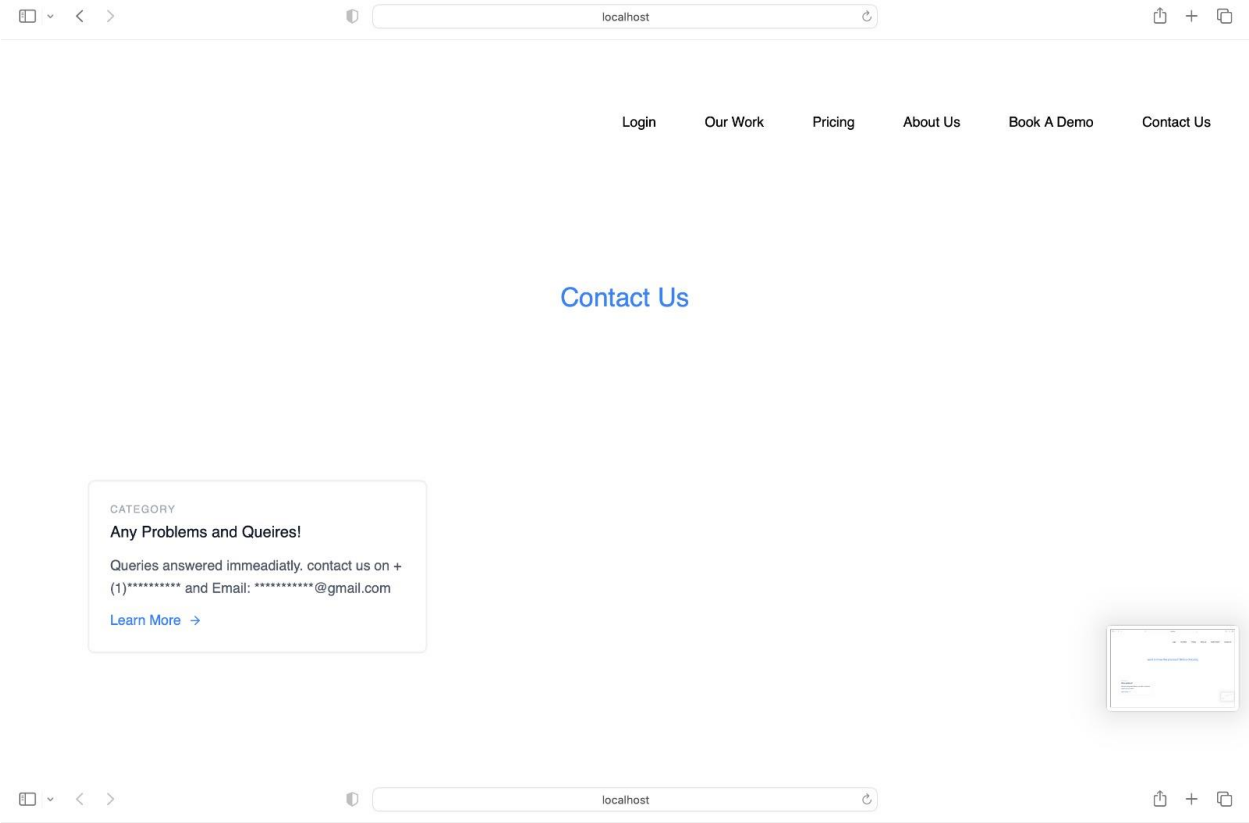 localhost
Login Our Work Pricing About Us Book A Demo Contact Us
Contact Us
CATEGORY
Any Problems and Queires!
Queries answered immeadiatly. contact us on +
(1)********** and Email: ***********@gmail.com
Learn More →
localhost